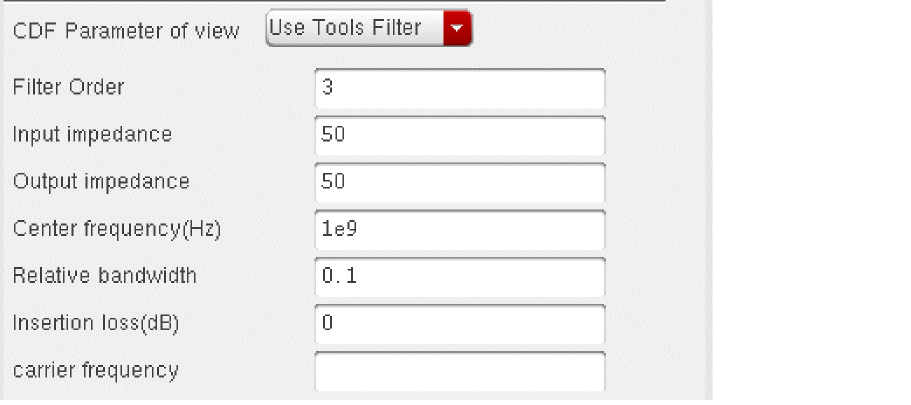 CDF Parameter of view Use Tools Filter
Filter Order 3
Input impedance 50
Output impedance 50
Center frequency(Hz) 1e9
Relative bandwidth 0.1
Insertion loss(dB) 0
carrier frequency